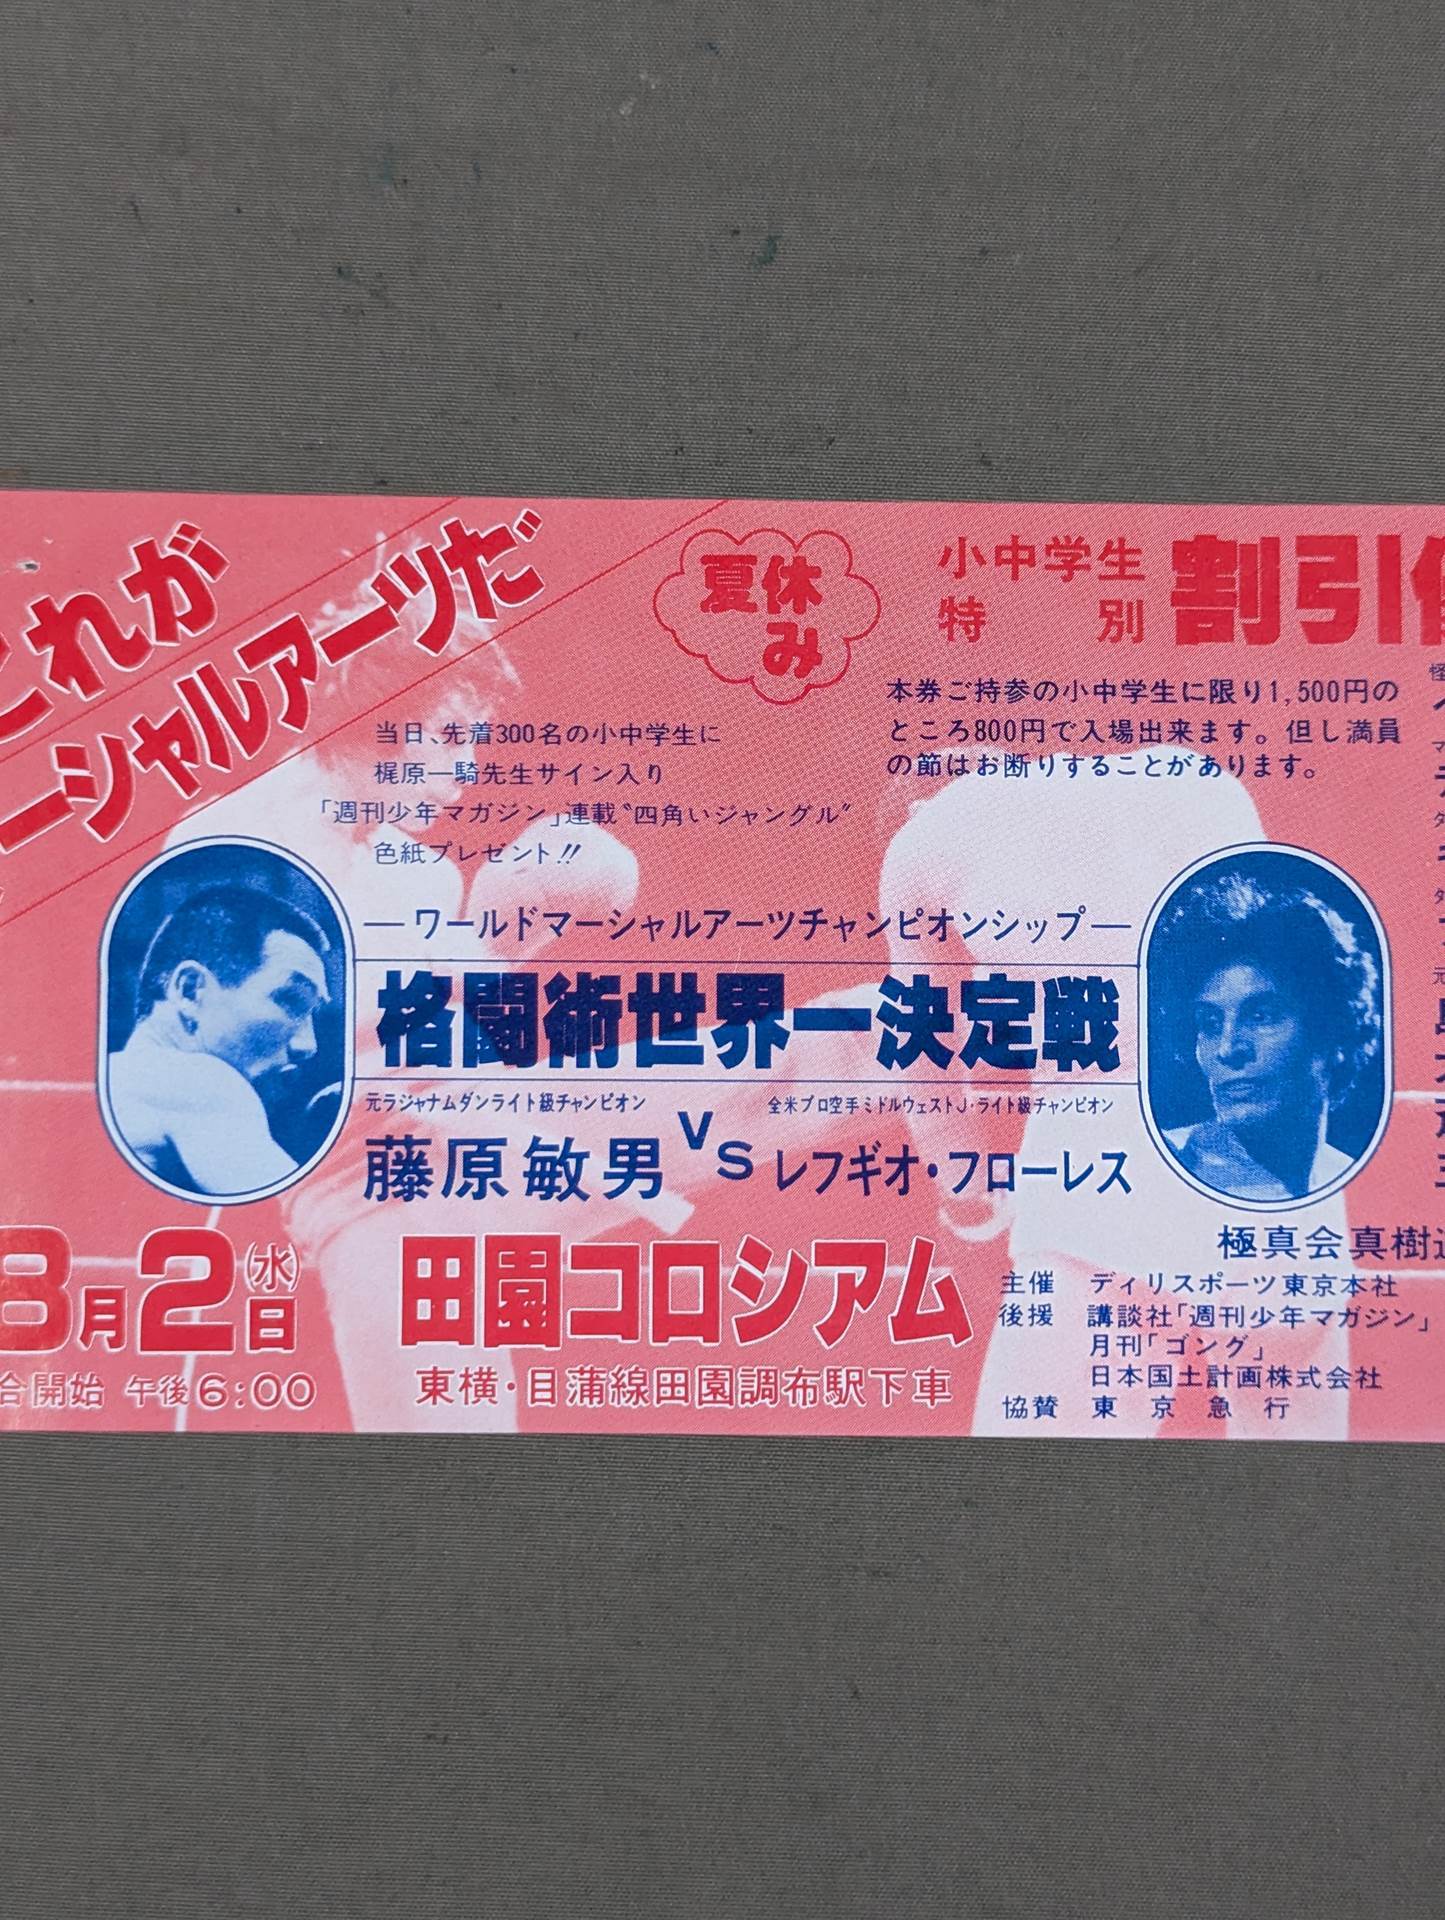 これが
ーシャルアーツだ
夏休み
小中学生
特別
割引
本券ご持参の小中学生に限り1,500円の
ところ800円で入場出来ます。但し満員
の節はお断りすることがあります。
当日、先着300名の小中学生に
梶原一騎先生サイン入り
「週刊少年マガジン」連載“四角いジャングル”
色紙プレゼント!!
―ワールドマーシャルアーツチャンピオンシップ―
格闘術世界一決定戦
元ラジャナムダンライト級チャンピオン
藤原敏男
VS
全米プロ空手ミドルウェストJ・ライト級チャンピオン
レフギオ・フローレス
8月2日(水)
合開始 午後6:00
田園コロシアム
東横・目蒲線田園調布駅下車
極真会真樹
主催 デイリスポーツ東京本社
後援 講談社「週刊少年マガジン」
月刊「ゴング」
日本国土計画株式会社
協賛 東京急行